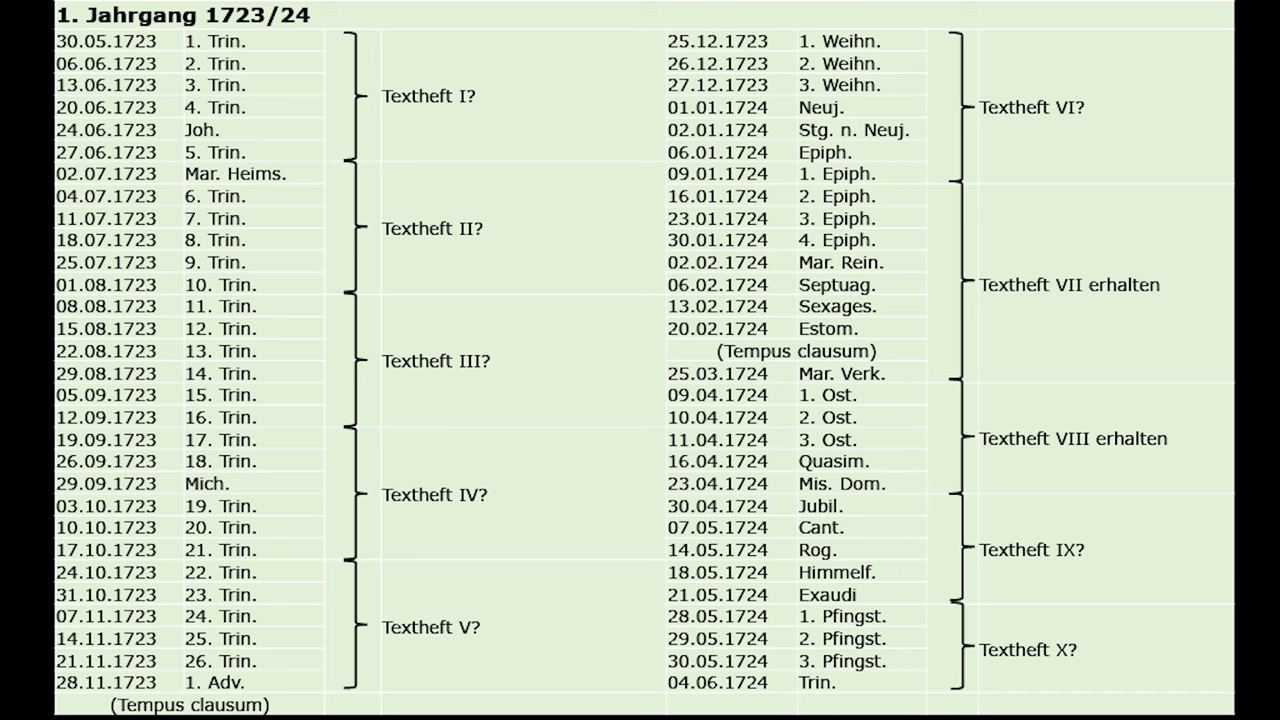 1. Jahrgang 1723/24
30.05.1723 1. Trin.
06.06.1723 2. Trin.
13.06.1723 3. Trin.
20.06.1723 4. Trin.
24.06.1723 Joh.
27.06.1723 5. Trin.
Textheft I?
02.07.1723 Mar. Heims.
04.07.1723 6. Trin.
11.07.1723 7. Trin.
18.07.1723 8. Trin.
25.07.1723 9. Trin.
01.08.1723 10. Trin.
Textheft II?
08.08.1723 11. Trin.
15.08.1723 12. Trin.
22.08.1723 13. Trin.
29.08.1723 14. Trin.
05.09.1723 15. Trin.
12.09.1723 16. Trin.
Textheft III?
19.09.1723 17. Trin.
26.09.1723 18. Trin.
29.09.1723 Mich.
03.10.1723 19. Trin.
10.10.1723 20. Trin.
17.10.1723 21. Trin.
Textheft IV?
24.10.1723 22. Trin.
31.10.1723 23. Trin.
07.11.1723 24. Trin.
14.11.1723 25. Trin.
21.11.1723 26. Trin.
28.11.1723 1. Adv.
Textheft V?
(Tempus clausum)
25.12.1723 1. Weihn.
26.12.1723 2. Weihn.
27.12.1723 3. Weihn.
01.01.1724 Neuj.
02.01.1724 Stg. n. Neuj.
06.01.1724 Epiph.
09.01.1724 1. Epiph.
Textheft VI?
16.01.1724 2. Epiph.
23.01.1724 3. Epiph.
30.01.1724 4. Epiph.
02.02.1724 Mar. Rein.
06.02.1724 Septuag.
13.02.1724 Sexages.
20.02.1724 Estom.
(Tempus clausum)
25.03.1724 Mar. Verk.
Textheft VII erhalten
09.04.1724 1. Ost.
10.04.1724 2. Ost.
11.04.1724 3. Ost.
16.04.1724 Quasim.
23.04.1724 Mis. Dom.
Textheft VIII erhalten
30.04.1724 Jubil.
07.05.1724 Cant.
14.05.1724 Rog.
18.05.1724 Himmelf.
21.05.1724 Exaudi
Textheft IX?
28.05.1724 1. Pfingst.
29.05.1724 2. Pfingst.
30.05.1724 3. Pfingst.
04.06.1724 Trin.
Textheft X?